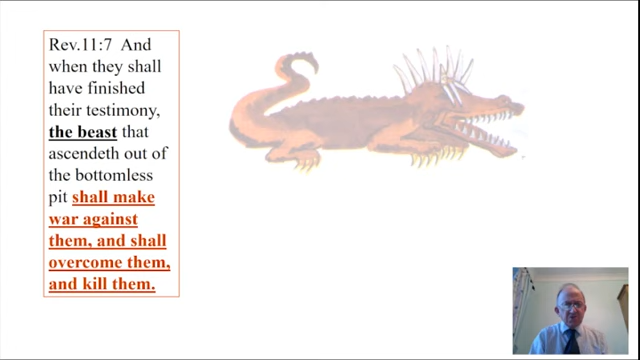 Rev.11:7 And
when they shall
have finished
their testimony,
the beast that
ascendeth out of
the bottomless
pit shall make
war against
them, and shall
overcome them,
and kill them.